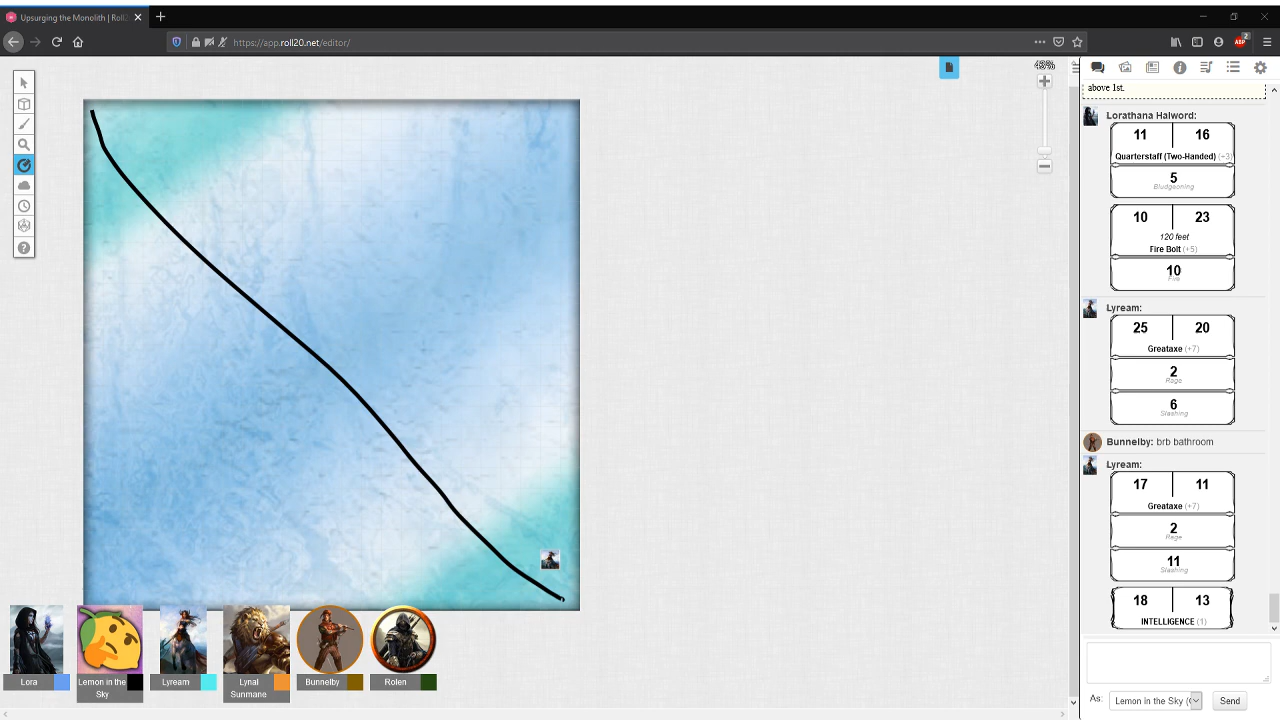 Upsurging the Monolith | Roll2
https://app.roll20.net/editor/
2
43%
above 1st.
Lorathana Halword:
11 16
Quarterstaff (Two-Handed) (+3)
5
Bludgeoning
10 23
120 feet
Fire Bolt (+5)
10
Fire
Lyream:
25 20
Greataxe (+7)
2
Rage
6
Slashing
Bunnelby: brb bathroom
Lyream:
17 11
Greataxe (+7)
2
Rage
11
Slashing
18 13
INTELLIGENCE (1)
Lora
Lemon in the
Sky
Lyream
Lynal
Sunmane
Bunnelby
Rolen
As:
Lemon in the Sky (
Send